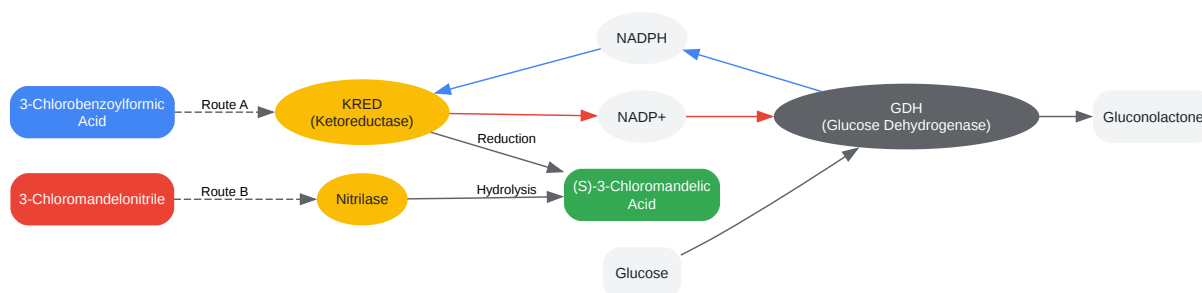 NADPH
3-Chlorobenzoylformic
Acid
Route A
KRED
(Ketoreductase)
NADP+
GDH
(Glucose Dehydrogenase)
Gluconolactone
Reduction
3-Chloromandelonitrile
Route B
Nitrilase
Hydrolysis
(S)-3-Chloromandelic
Acid
Glucose